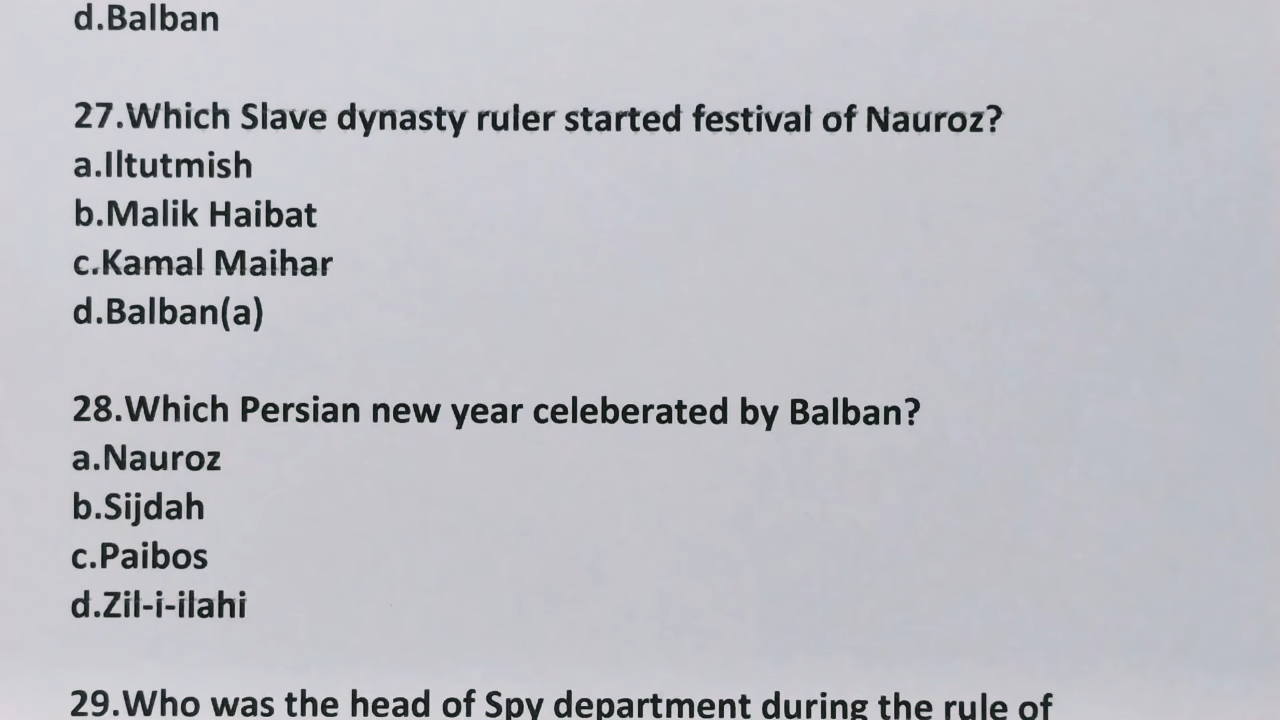 d.Balban
27.Which Slave dynasty ruler started festival of Nauroz?
a.Iltutmish
b.Malik Haibat
c.Kamal Maihar
d.Balban(a)
28.Which Persian new year celeberated by Balban?
a.Nauroz
b.Sijdah
c.Paibos
d.Zil-i-ilahi
29.Who was the head of Spy department during the rule of